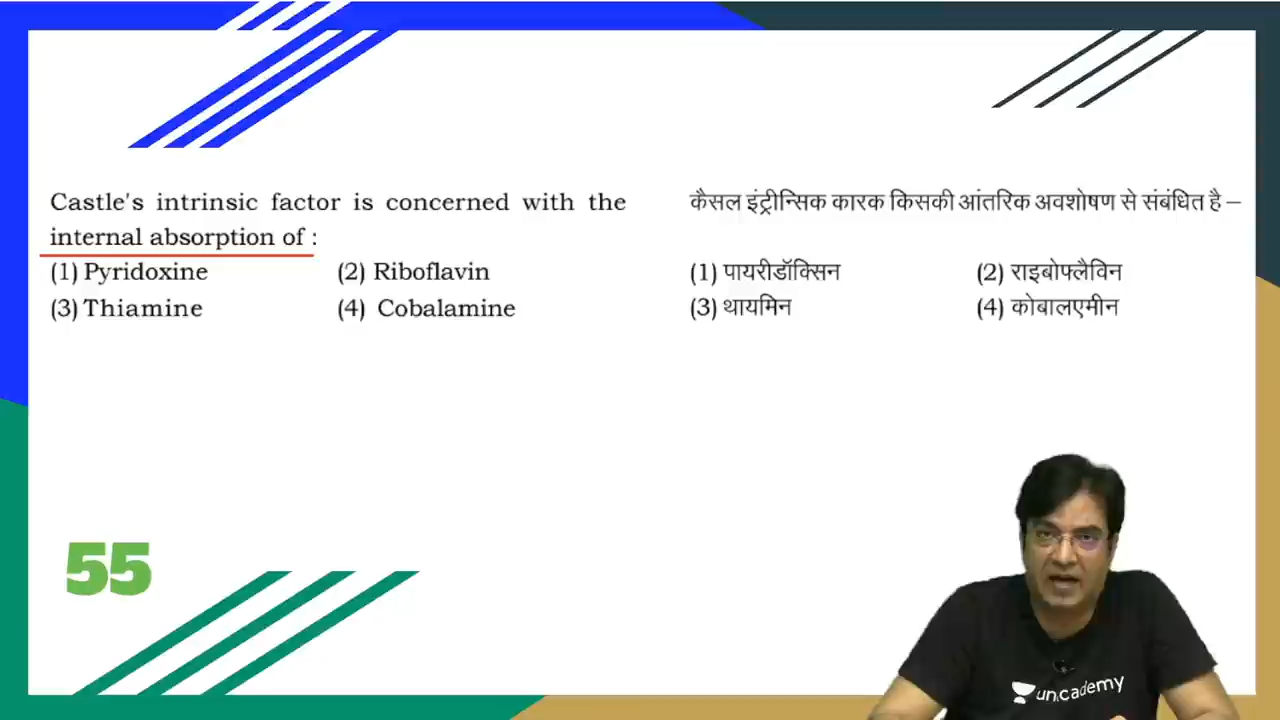 Castle's intrinsic factor is concerned with the
internal absorption of :
(1) Pyridoxine (2) Riboflavin
(3) Thiamine (4) Cobalamine
कैसल इंट्रीन्सिक कारक किसकी आंतरिक अवशोषण से संबंधित है –
(1) पायरीडॉक्सिन (2) राइबोफ्लैविन
(3) थायमिन (4) कोबालएमीन
55
unacademy